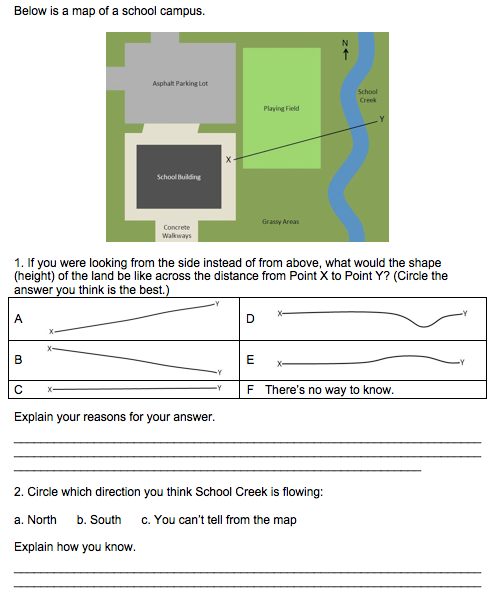 Below is a map of a school campus.
N
Asphalt Parking Lot
School
Creek
Playing Field
Y
X
School Building
Grassy Areas
Concrete
Walkways
1. If you were looking from the side instead of from above, what would the shape
(height) of the land be like across the distance from Point X to Point Y? (Circle the
answer you think is the best.)
A X Y
D X Y
B X Y
E X Y
C X Y
F There's no way to know.
Explain your reasons for your answer.
2. Circle which direction you think School Creek is flowing:
a. North b. South c. You can't tell from the map
Explain how you know.